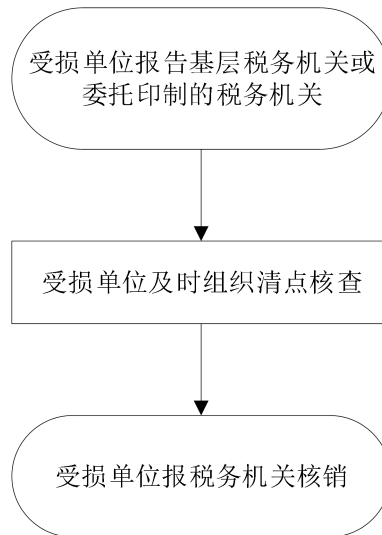 受损单位报告基层税务机关或
委托印制的税务机关
受损单位及时组织清点核查
受损单位报税务机关核销